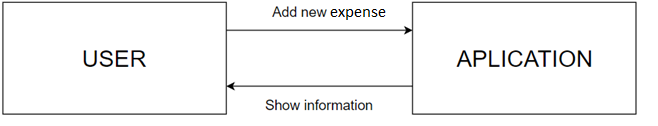 Add new expense
USER
APLICATION
Show information